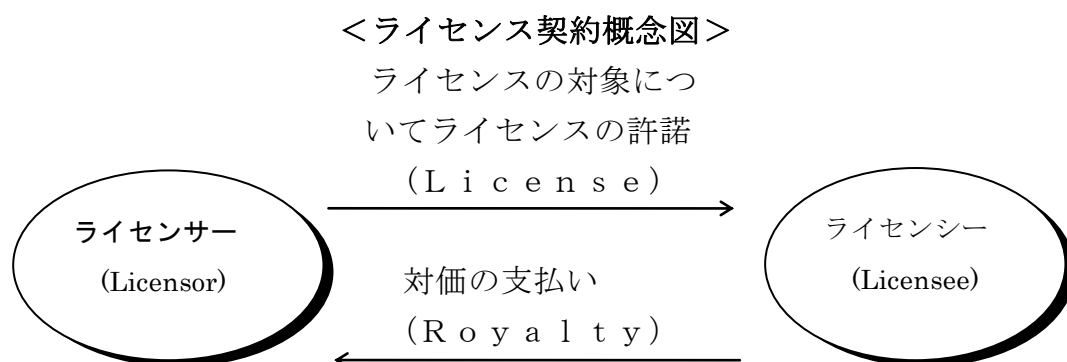 ＜ライセンス契約概念図＞
ライセンスの対象につ
いてライセンスの許諾
（Ｌｉｃｅｎｓｅ）
ライセンサー
(Licensor)
ライセンシー
(Licensee)
対価の支払い
（Ｒｏｙａｌｔｙ）